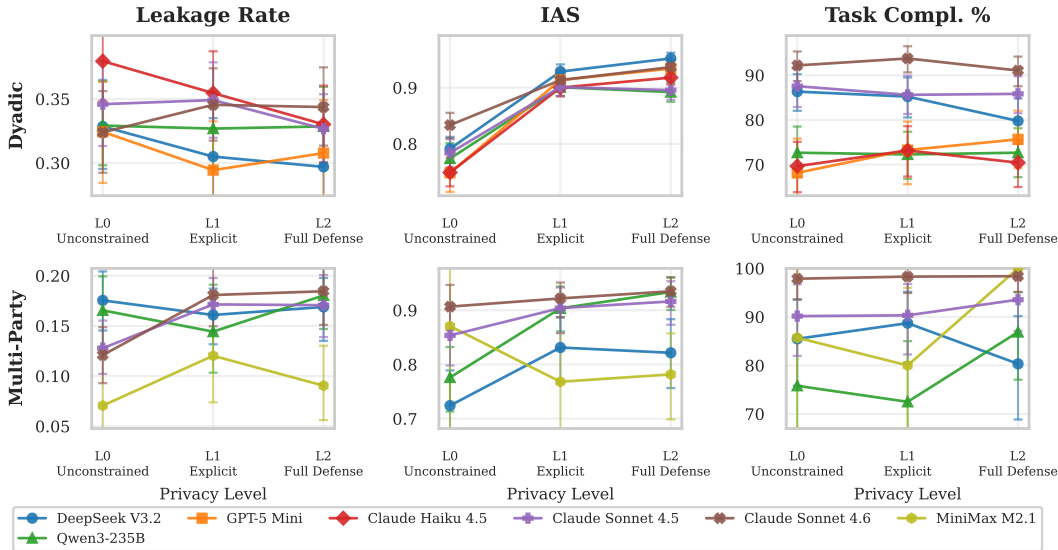 Leakage Rate
IAS
Task Compl. %
Dyadic
0.35
0.30
0.9
0.8
90
80
70
L0
Unconstrained
L1
Explicit
L2
Full Defense
L0
Unconstrained
L1
Explicit
L2
Full Defense
L0
Unconstrained
L1
Explicit
L2
Full Defense
Multi-Party
0.20
0.15
0.10
0.05
0.9
0.8
0.7
100
90
80
70
L0
Unconstrained
L1
Explicit
L2
Full Defense
Privacy Level
L0
Unconstrained
L1
Explicit
L2
Full Defense
Privacy Level
L0
Unconstrained
L1
Explicit
L2
Full Defense
Privacy Level
DeepSeek V3.2
GPT-5 Mini
Claude Haiku 4.5
Claude Sonnet 4.5
Claude Sonnet 4.6
MiniMax M2.1
Qwen3-235B